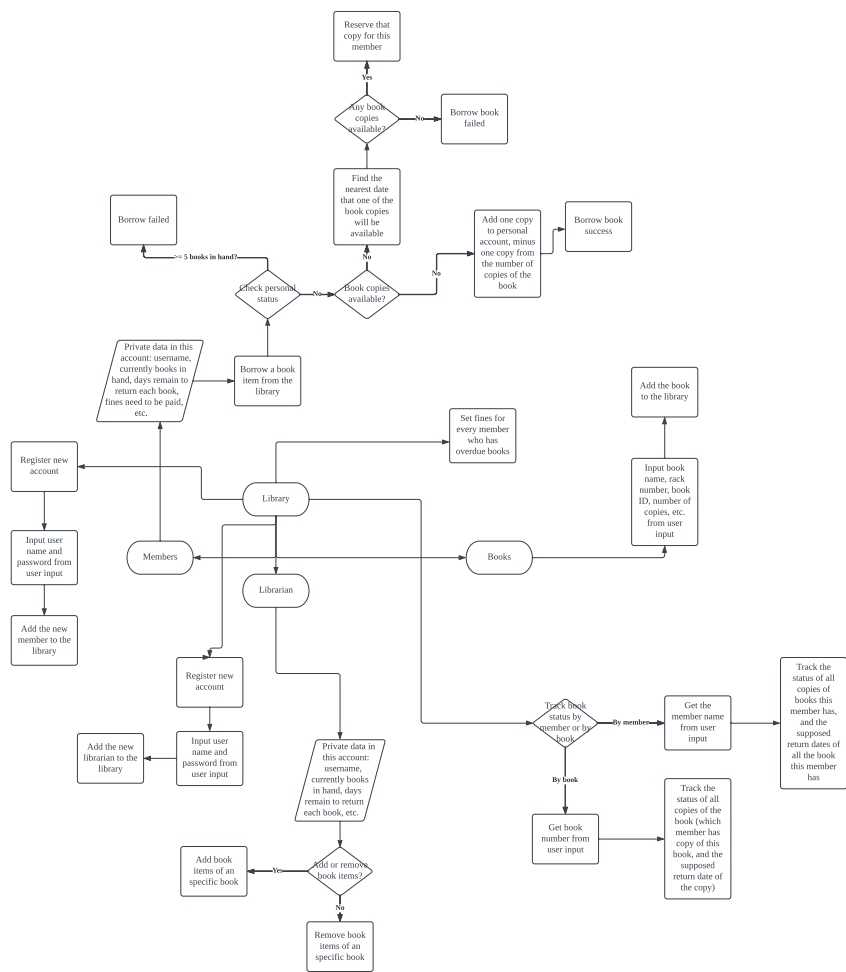 Reserve that
copy for this
member
Yes
Any book
copies
available?
No
Borrow book
failed
Find the
nearest date
that one of the
book copies
will be
available
Borrow failed
Add one copy
to personal
account, minus
one copy from
the number of
copies of the
book
Borrow book
success
>= 5 books in hand?
No
No
Check personal
status
No
Book copies
available?
Private data in this
account: username,
currently books in
hand, days remain to
return each book,
fines need to be paid,
etc.
Borrow a book
item from the
library
Add the book
to the library
Set fines for
every member
who has
overdue books
Register new
account
Input book
name, rack
number, book
ID, number of
copies, etc.
from user
input
Library
Input user
name and
password from
user input
Members
Books
Librarian
Add the new
member to the
library
Register new
account
Track book
status by
member or by
book
By member
Get the
member name
from user
input
Track the
status of all
copies of
books this
member has,
and the
supposed
return dates of
all the book
this member
has
Add the new
librarian to the
library
Input user
name and
password from
user input
Private data in
this account:
username,
currently books
in hand, days
remain to return
each book, etc.
By book
Get book
number from
user input
Track the
status of all
copies of the
book (which
member has
copy of this
book, and the
supposed
return date of
the copy)
Add book
items of an
specific book
Yes
Add or remove
book items?
No
Remove book
items of an
specific book